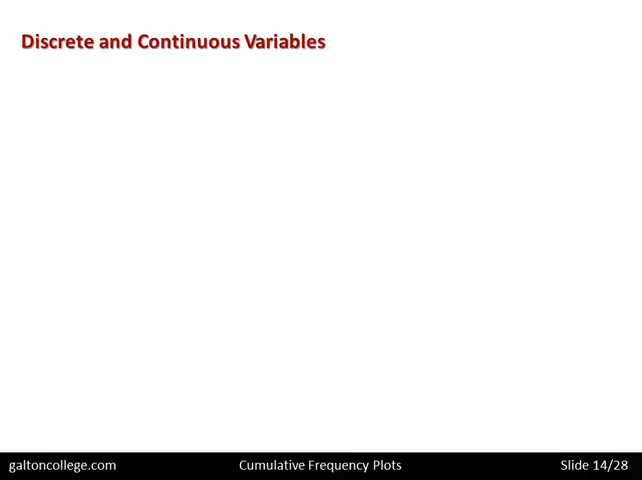 Discrete and Continuous Variables
galtoncollege.com Cumulative Frequency Plots Slide 14/28